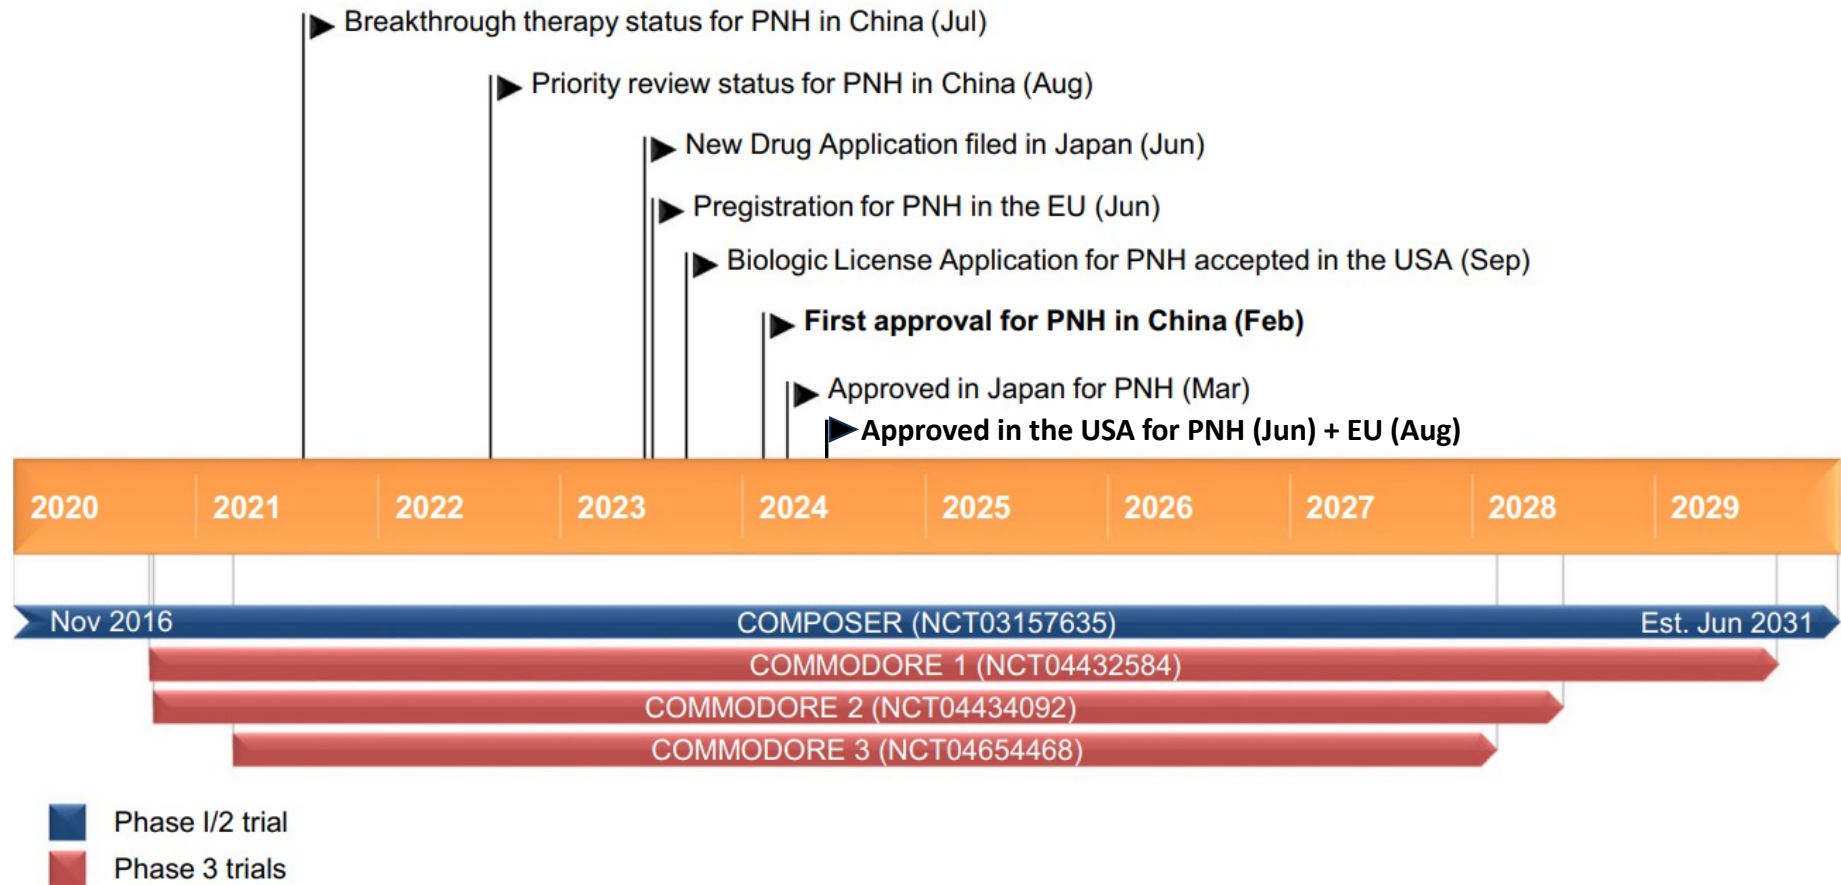 Breakthrough therapy status for PNH in China (Jul)
Priority review status for PNH in China (Aug)
New Drug Application filed in Japan (Jun)
Pregistration for PNH in the EU (Jun)
Biologic License Application for PNH accepted in the USA (Sep)
First approval for PNH in China (Feb)
Approved in Japan for PNH (Mar)
Approved in the USA for PNH (Jun) + EU (Aug)
2020 2021 2022 2023 2024 2025 2026 2027 2028 2029
Nov 2016 COMPOSER (NCT03157635) Est. Jun 2031
COMMODORE 1 (NCT04432584)
COMMODORE 2 (NCT04434092)
COMMODORE 3 (NCT04654468)
Phase I/2 trial
Phase 3 trials